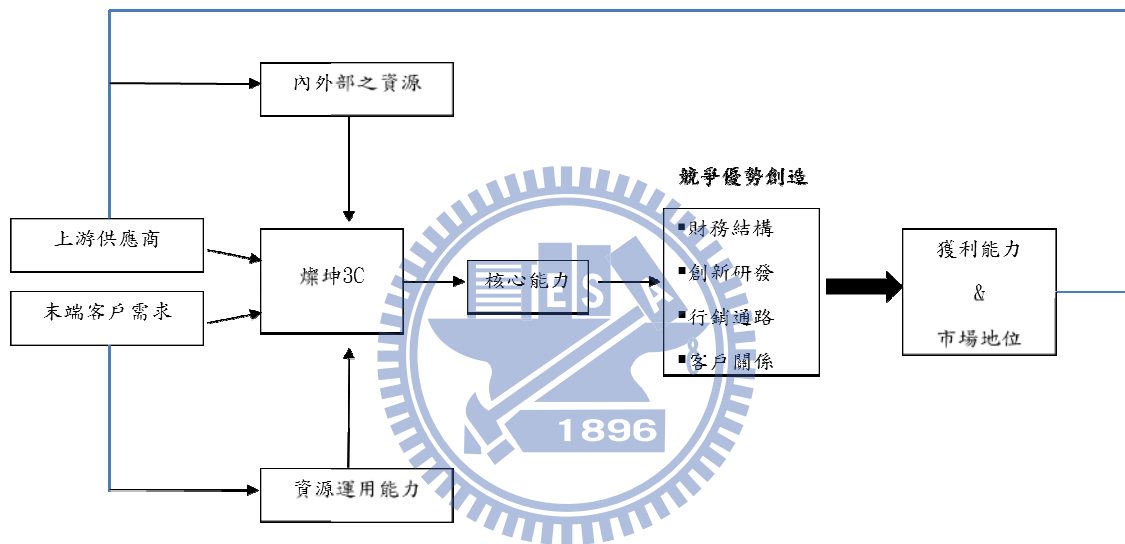 內外部之資源
競爭優勢創造
上游供應商
末端客戶需求
燦坤3C
核心能力
▪財務結構
▪創新研發
▪行銷通路
▪客戶關係
獲利能力
&
市場地位
資源運用能力
E S A
1896